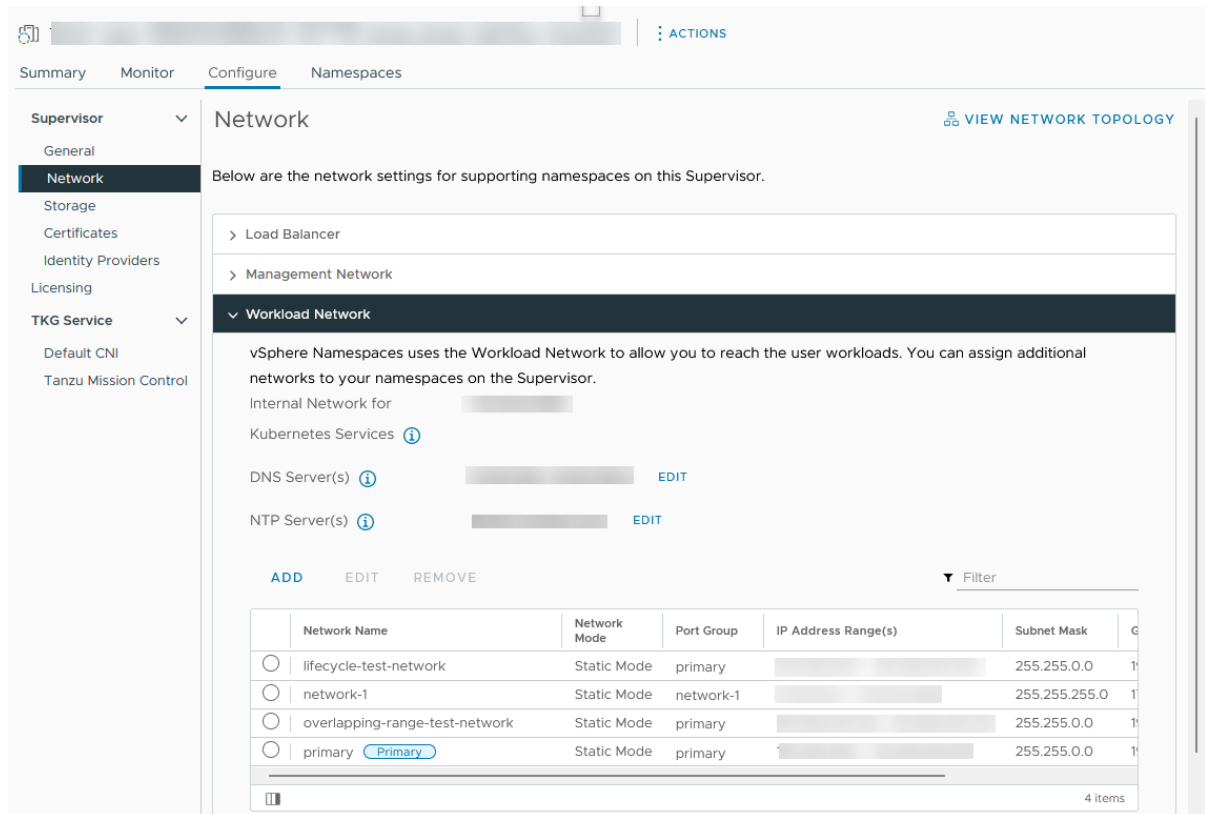 ACTIONS
Summary Monitor Configure Namespaces
Supervisor
General
Network
Storage
Certificates
Identity Providers
Licensing
TKG Service
Default CNI
Tanzu Mission Control
Network
VIEW NETWORK TOPOLOGY
Below are the network settings for supporting namespaces on this Supervisor.
Load Balancer
Management Network
Workload Network
vSphere Namespaces uses the Workload Network to allow you to reach the user workloads. You can assign additional
networks to your namespaces on the Supervisor.
Internal Network for
Kubernetes Services
DNS Server(s) EDIT
NTP Server(s) EDIT
ADD EDIT REMOVE Filter
Network Name Network Mode Port Group IP Address Range(s) Subnet Mask
lifecycle-test-network Static Mode primary 255.255.0.0
network-1 Static Mode network-1 255.255.255.0
overlapping-range-test-network Static Mode primary 255.255.0.0
primary Primary Static Mode primary 255.255.0.0
4 items